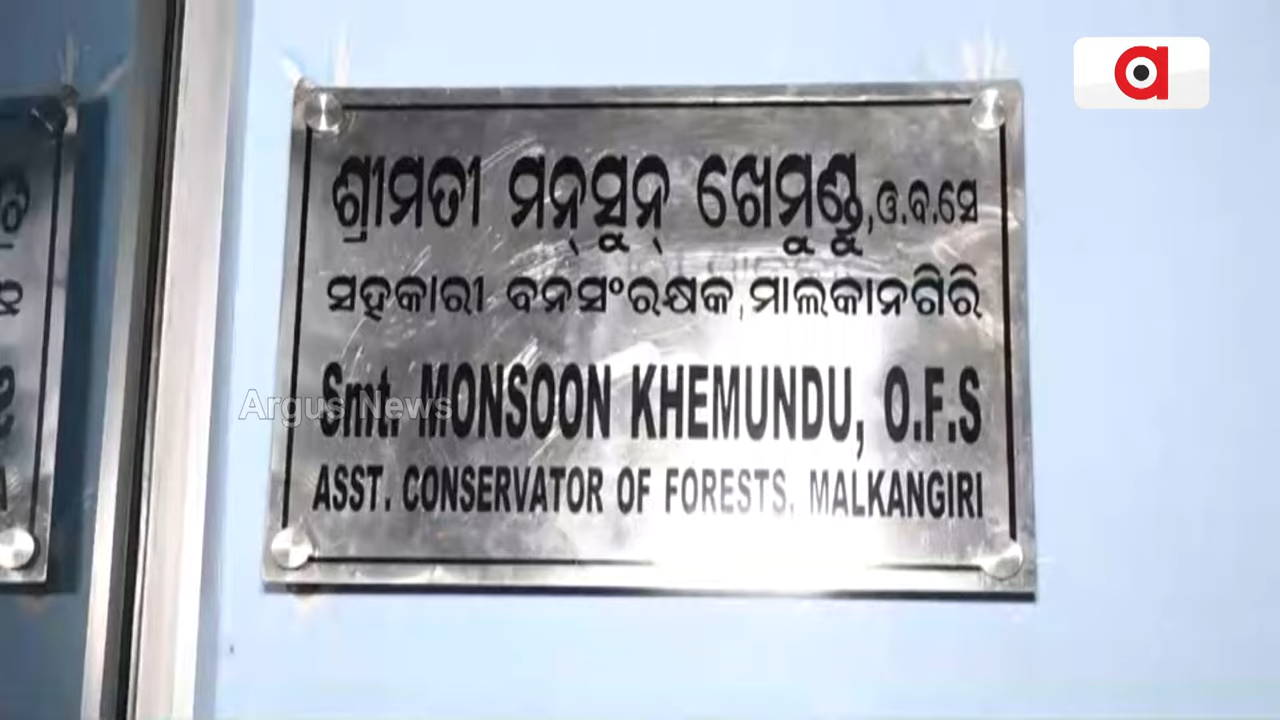 ଶ୍ରୀମତୀ ମନ୍‌ସୁନ୍ ଖେମୁଣ୍ଡୁ,ଓ.ବ.ସେ
ସହକାରୀ ବନସଂରକ୍ଷକ,ମାଲକାନଗିରି
Smt. MONSOON KHEMUNDU, O.F.S
Argus News
ASST. CONSERVATOR OF FORESTS, MALKANGIRI